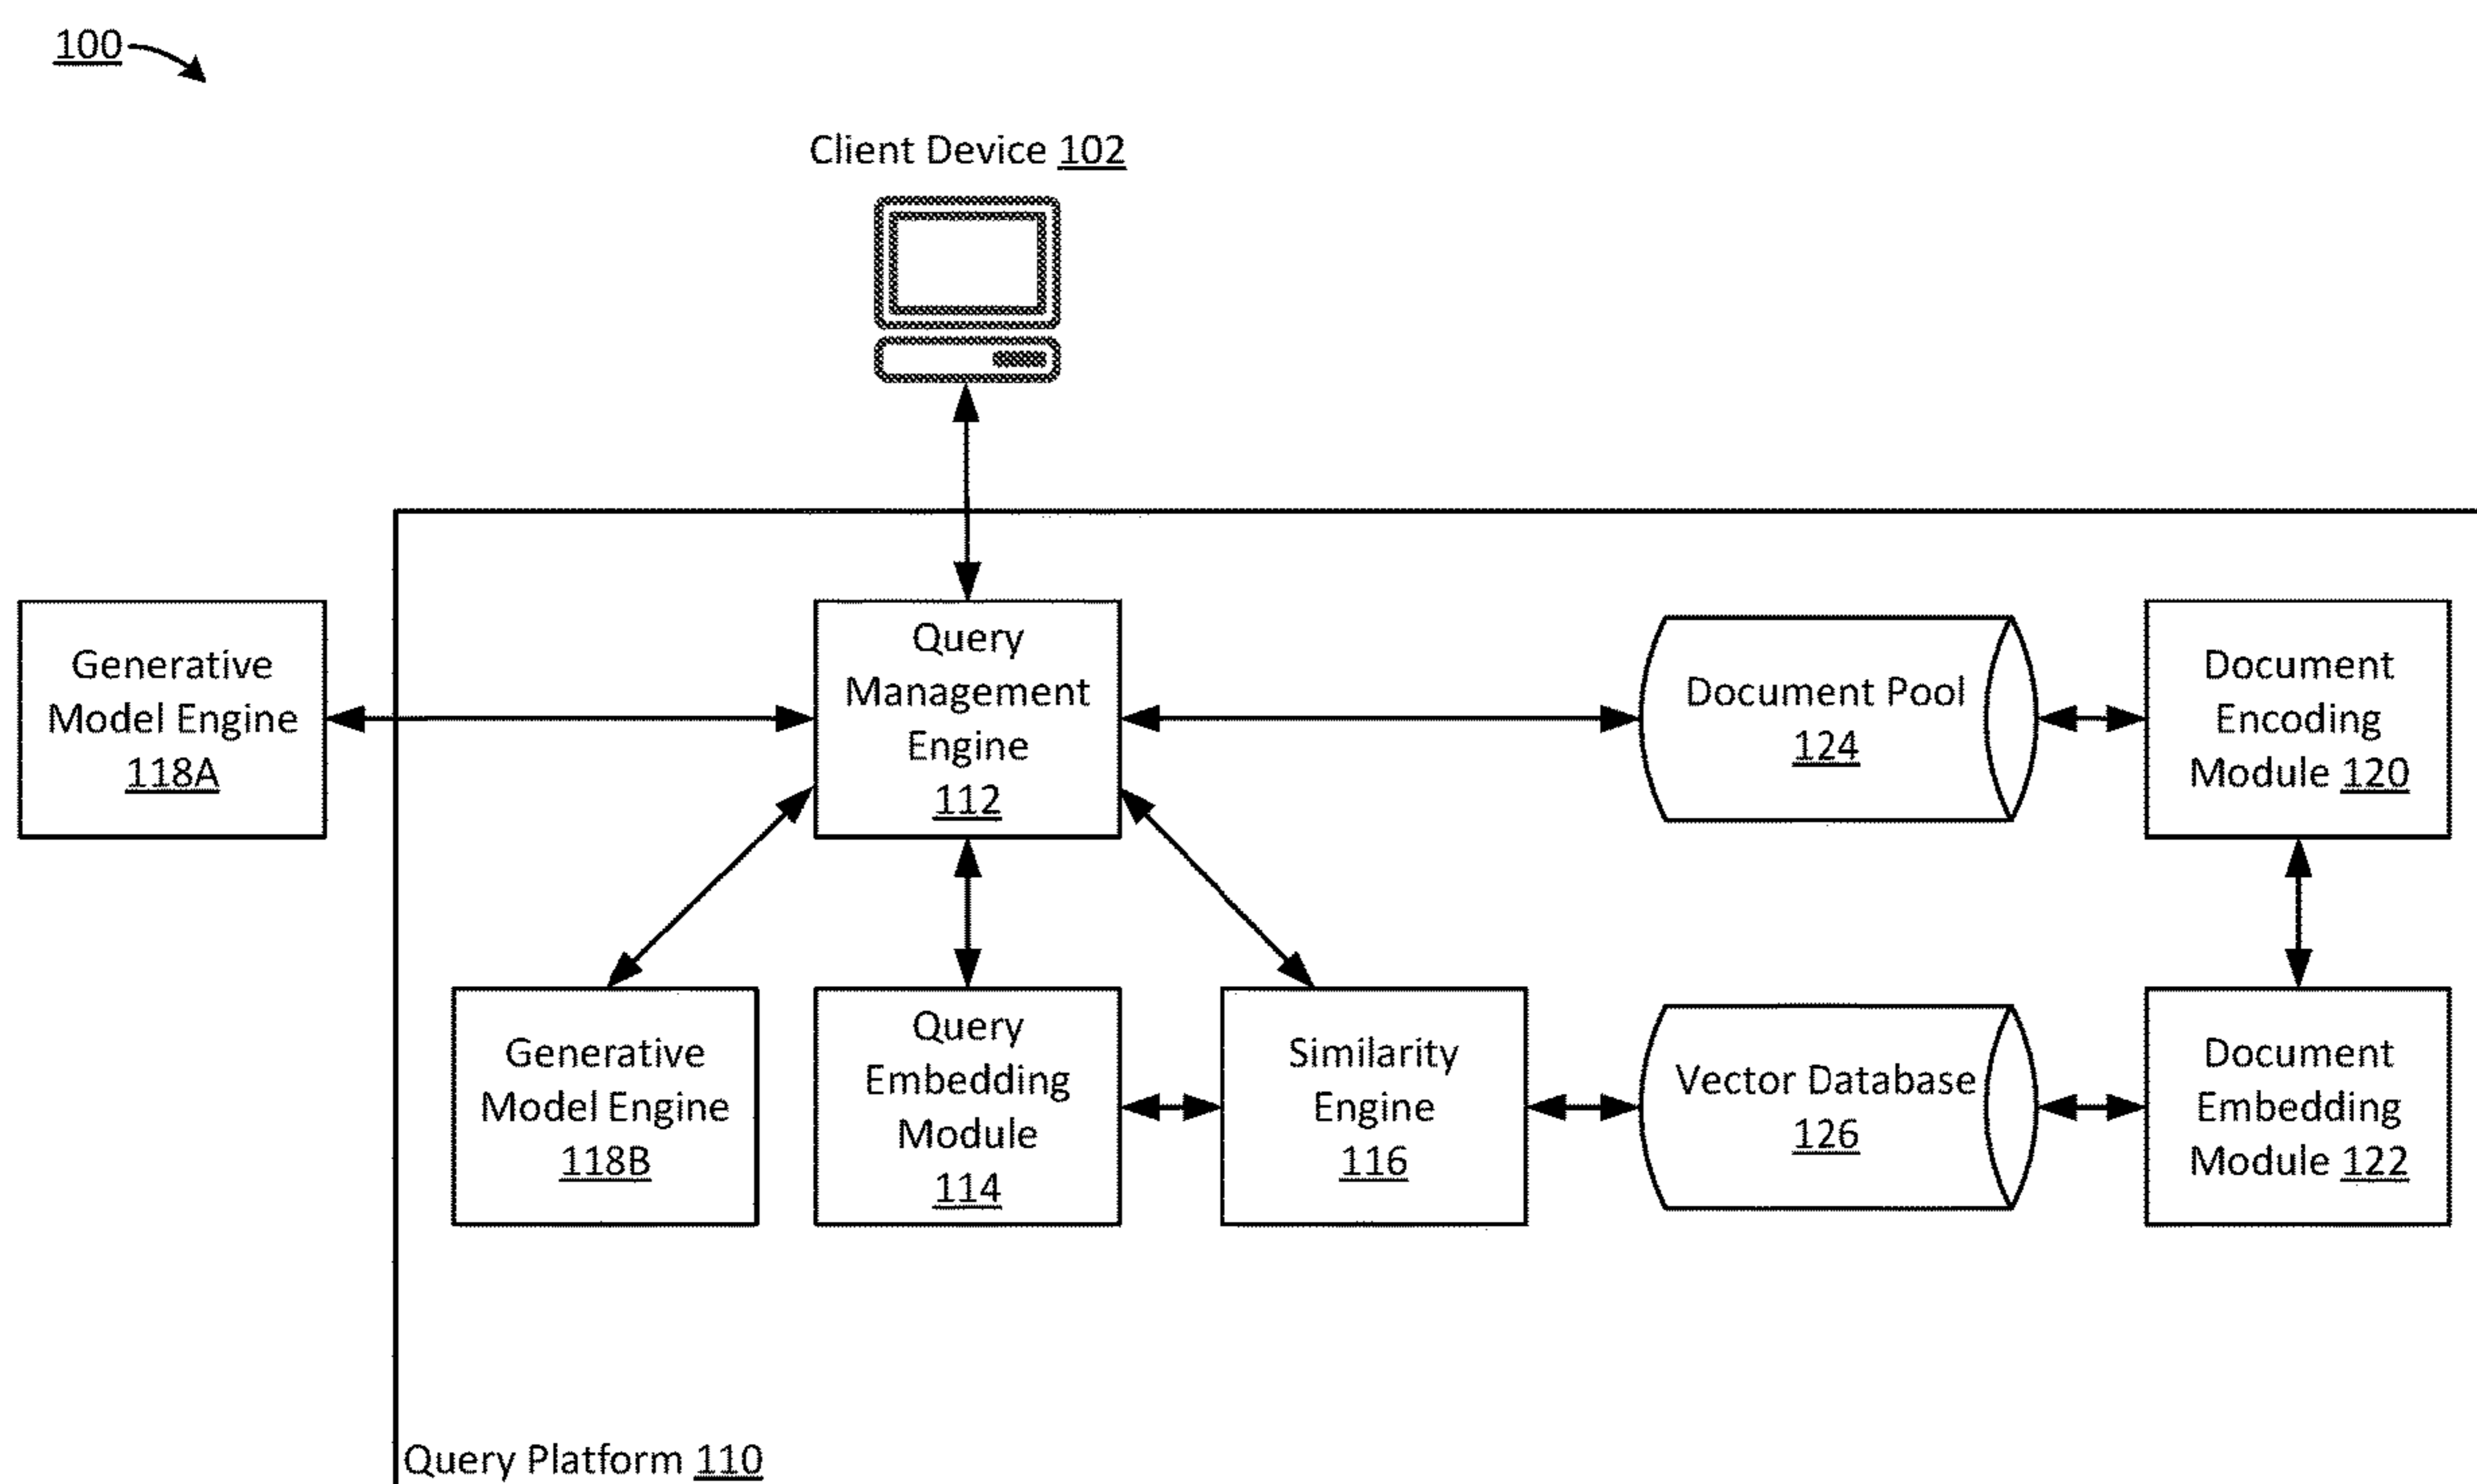 100
Client Device 102
Generative
Model Engine
118A
Query
Management
Engine
112
Document Pool
124
Document
Encoding
Module 120
Generative
Model Engine
118B
Query
Embedding
Module
114
Similarity
Engine
116
Vector Database
126
Document
Embedding
Module 122
Query Platform 110